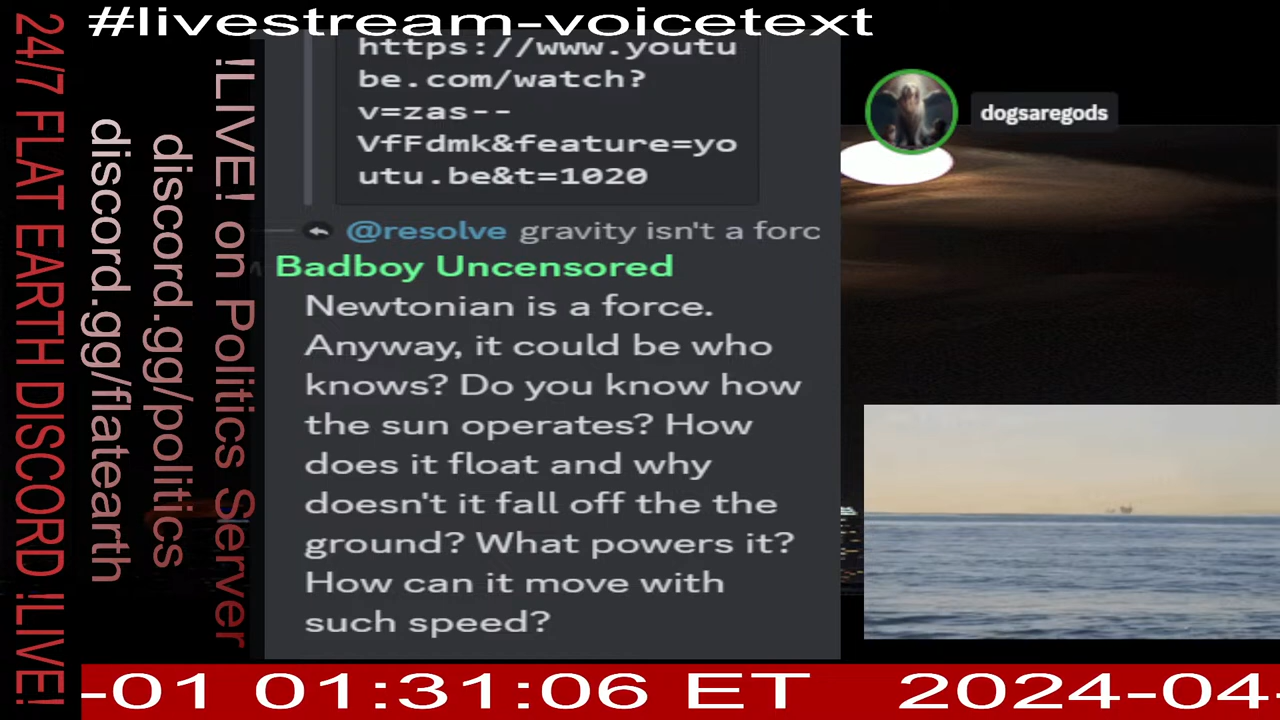 #livestream-voicetext
24/7 FLAT EARTH DISCORD !LIVE!
discord.gg/flatearth
discord.gg/politics
!LIVE! on Politics Server
https://www.youtu
be.com/watch?
v=zas--
VfFdmk&feature=yo
utu.be&t=1020
@resolve gravity isn't a forc
Badboy Uncensored
Newtonian is a force.
Anyway, it could be who
knows? Do you know how
the sun operates? How
does it float and why
doesn't it fall off the the
ground? What powers it?
How can it move with
such speed?
dogsaregods
-01 01:31:06 ET 2024-04-